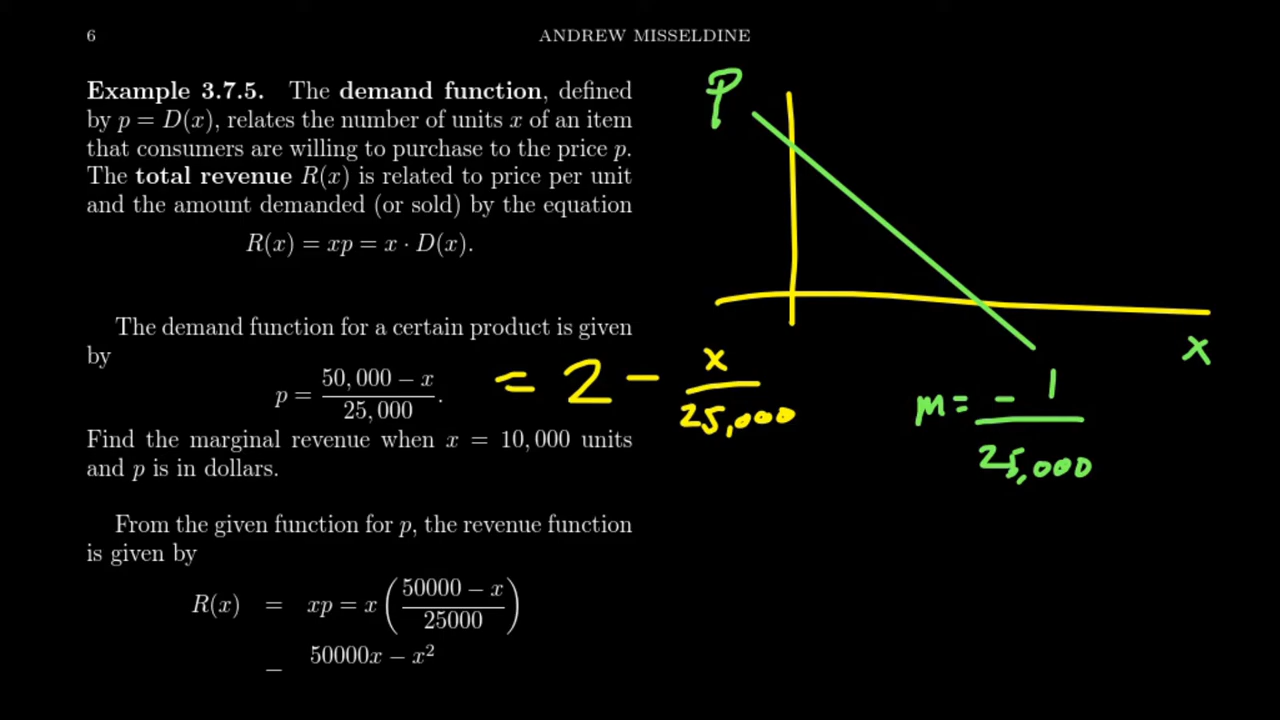 6 ANDREW MISSELDINE
Example 3.7.5. The demand function, defined
by p = D(x), relates the number of units x of an item
that consumers are willing to purchase to the price p.
The total revenue R(x) is related to price per unit
and the amount demanded (or sold) by the equation
R(x) = xp = x · D(x).
The demand function for a certain product is given
by
p = \frac{50,000 − x}{25,000}. = 2 − \frac{x}{25,000}
Find the marginal revenue when x = 10,000 units
and p is in dollars.
From the given function for p, the revenue function
is given by
R(x) = xp = x(\frac{50000 − x}{25000})
50000x − x²
P
x
m = \frac{−1}{25,000}